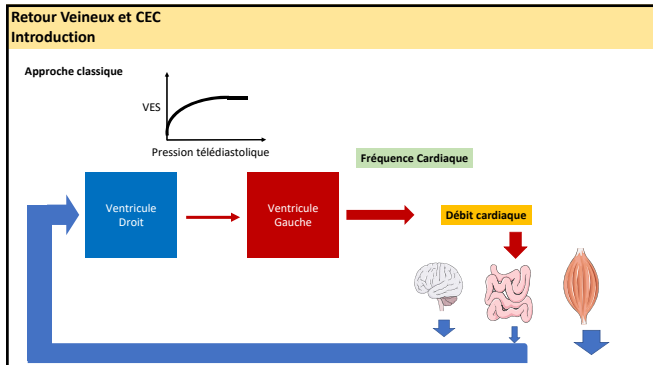 Retour Veineux et CEC
Introduction
Approche classique
VES
Pression télédiastolique
Fréquence Cardiaque
Ventricule
Droit
Ventricule
Gauche
Débit cardiaque